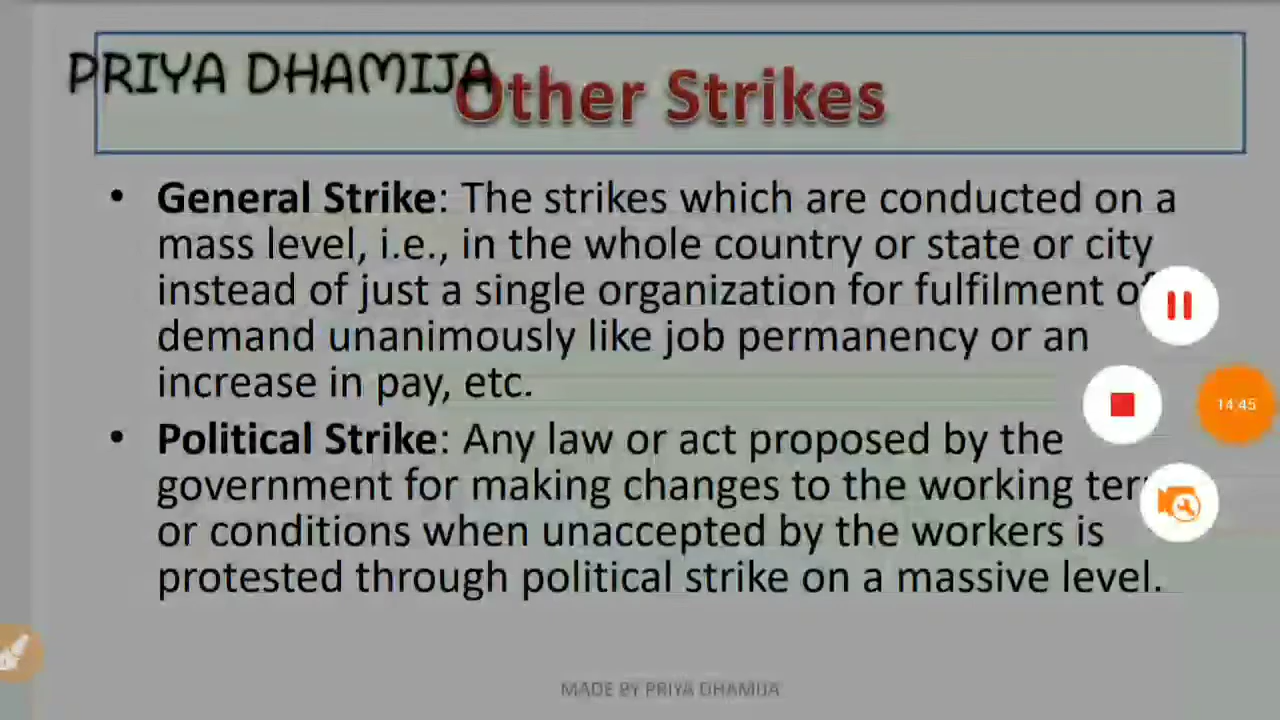 PRIYA DHAMIJA
Other Strikes
• General Strike: The strikes which are conducted on a
mass level, i.e., in the whole country or state or city
instead of just a single organization for fulfilment of
demand unanimously like job permanency or an
increase in pay, etc.
14:45
• Political Strike: Any law or act proposed by the
government for making changes to the working
or conditions when unaccepted by the workers is
protested through political strike on a massive level.
MADE BY PRIYA DHAMIJA